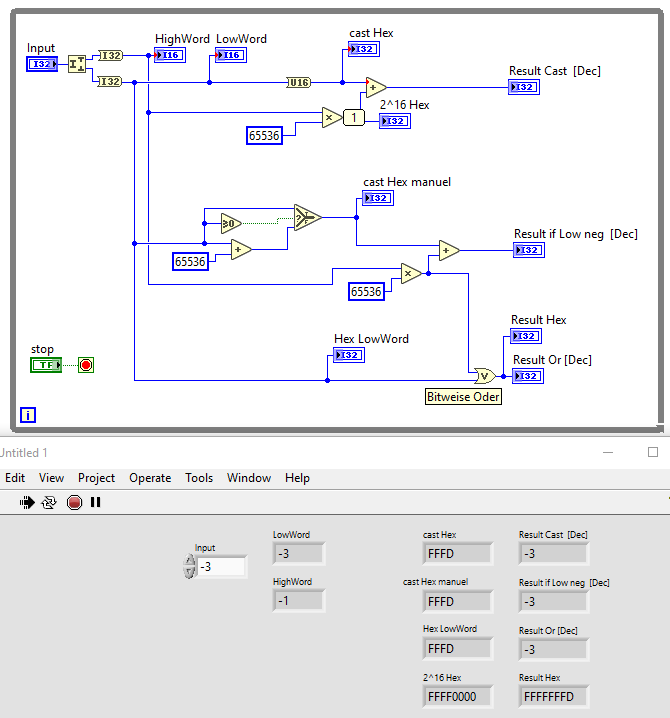 Input
I32
I32
I32
HighWord
I16
LowWord
I16
cast Hex
I32
U16
Result Cast [Dec]
I32
2^16 Hex
1
I32
65536
cast Hex manuel
I32
≥0
?
Result if Low neg [Dec]
I32
65536
65536
Result Hex
I32
Hex LowWord
I32
Result Or [Dec]
I32
stop
TF
Bitweise Oder
i
Untitled 1
Edit View Project Operate Tools Window Help
Input
-3
LowWord
-3
HighWord
-1
cast Hex
FFFD
Result Cast [Dec]
-3
cast Hex manuel
FFFD
Result if Low neg [Dec]
-3
Hex LowWord
FFFD
Result Or [Dec]
-3
2^16 Hex
FFFF0000
Result Hex
FFFFFFFD